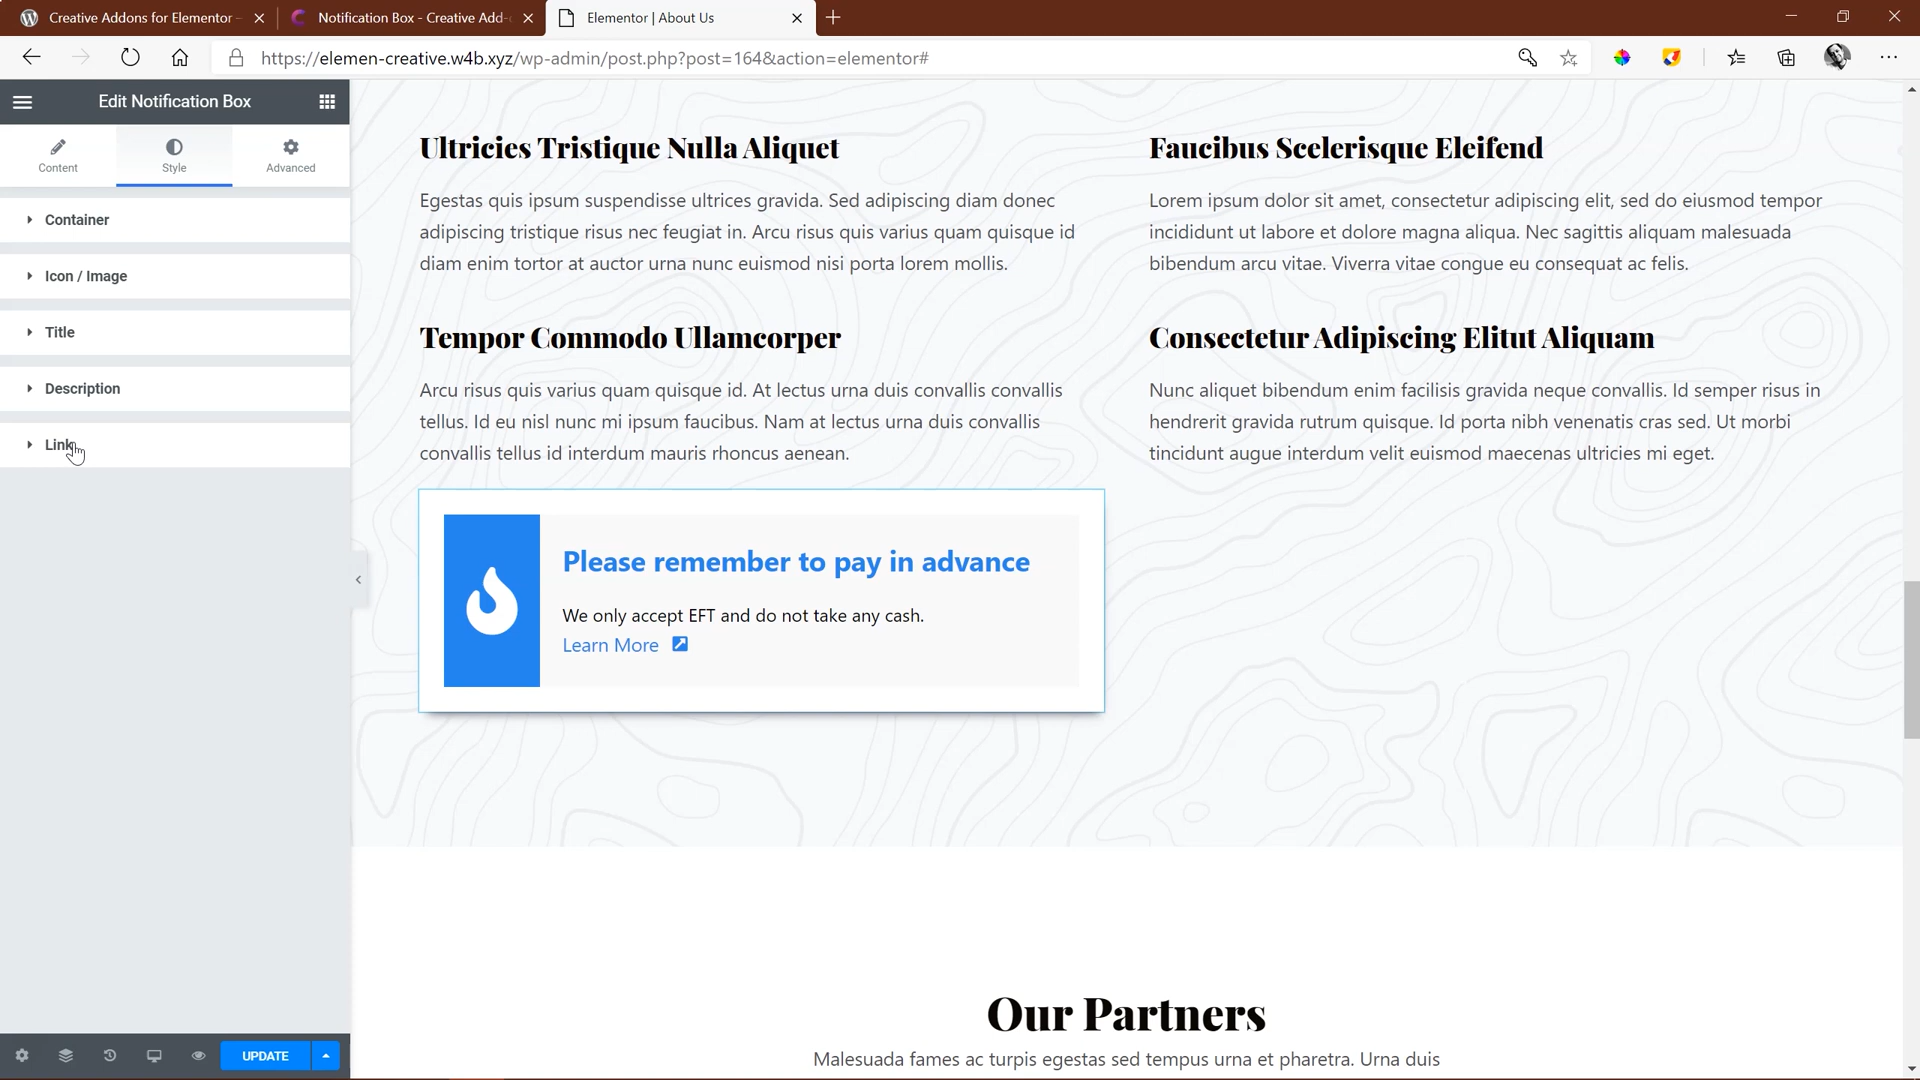 Creative Addons for Elementor -
Notification Box - Creative Add-
Elementor | About Us
https://elemen-creative.w4b.xyz/wp-admin/post.php?post=164&action=elementor#
Edit Notification Box
Content
Style
Advanced
Container
Icon / Image
Title
Description
Link
UPDATE
Ultricies Tristique Nulla Aliquet
Egestas quis ipsum suspendisse ultrices gravida. Sed adipiscing diam donec
adipiscing tristique risus nec feugiat in. Arcu risus quis varius quam quisque id
diam enim tortor at auctor urna nunc euismod nisi porta lorem mollis.
Faucibus Scelerisque Eleifend
Lorem ipsum dolor sit amet, consectetur adipiscing elit, sed do eiusmod tempor
incididunt ut labore et dolore magna aliqua. Nec sagittis aliquam malesuada
bibendum arcu vitae. Viverra vitae congue eu consequat ac felis.
Tempor Commodo Ullamcorper
Arcu risus quis varius quam quisque id. At lectus urna duis convallis convallis
tellus. Id eu nisl nunc mi ipsum faucibus. Nam at lectus urna duis convallis
convallis tellus id interdum mauris rhoncus aenean.
Consectetur Adipiscing Elitut Aliquam
Nunc aliquet bibendum enim facilisis gravida neque convallis. Id semper risus in
hendrerit gravida rutrum quisque. Id porta nibh venenatis cras sed. Ut morbi
tincidunt augue interdum velit euismod maecenas ultricies mi eget.
Please remember to pay in advance
We only accept EFT and do not take any cash.
Learn More
Our Partners
Malesuada fames ac turpis egestas sed tempus urna et pharetra. Urna duis